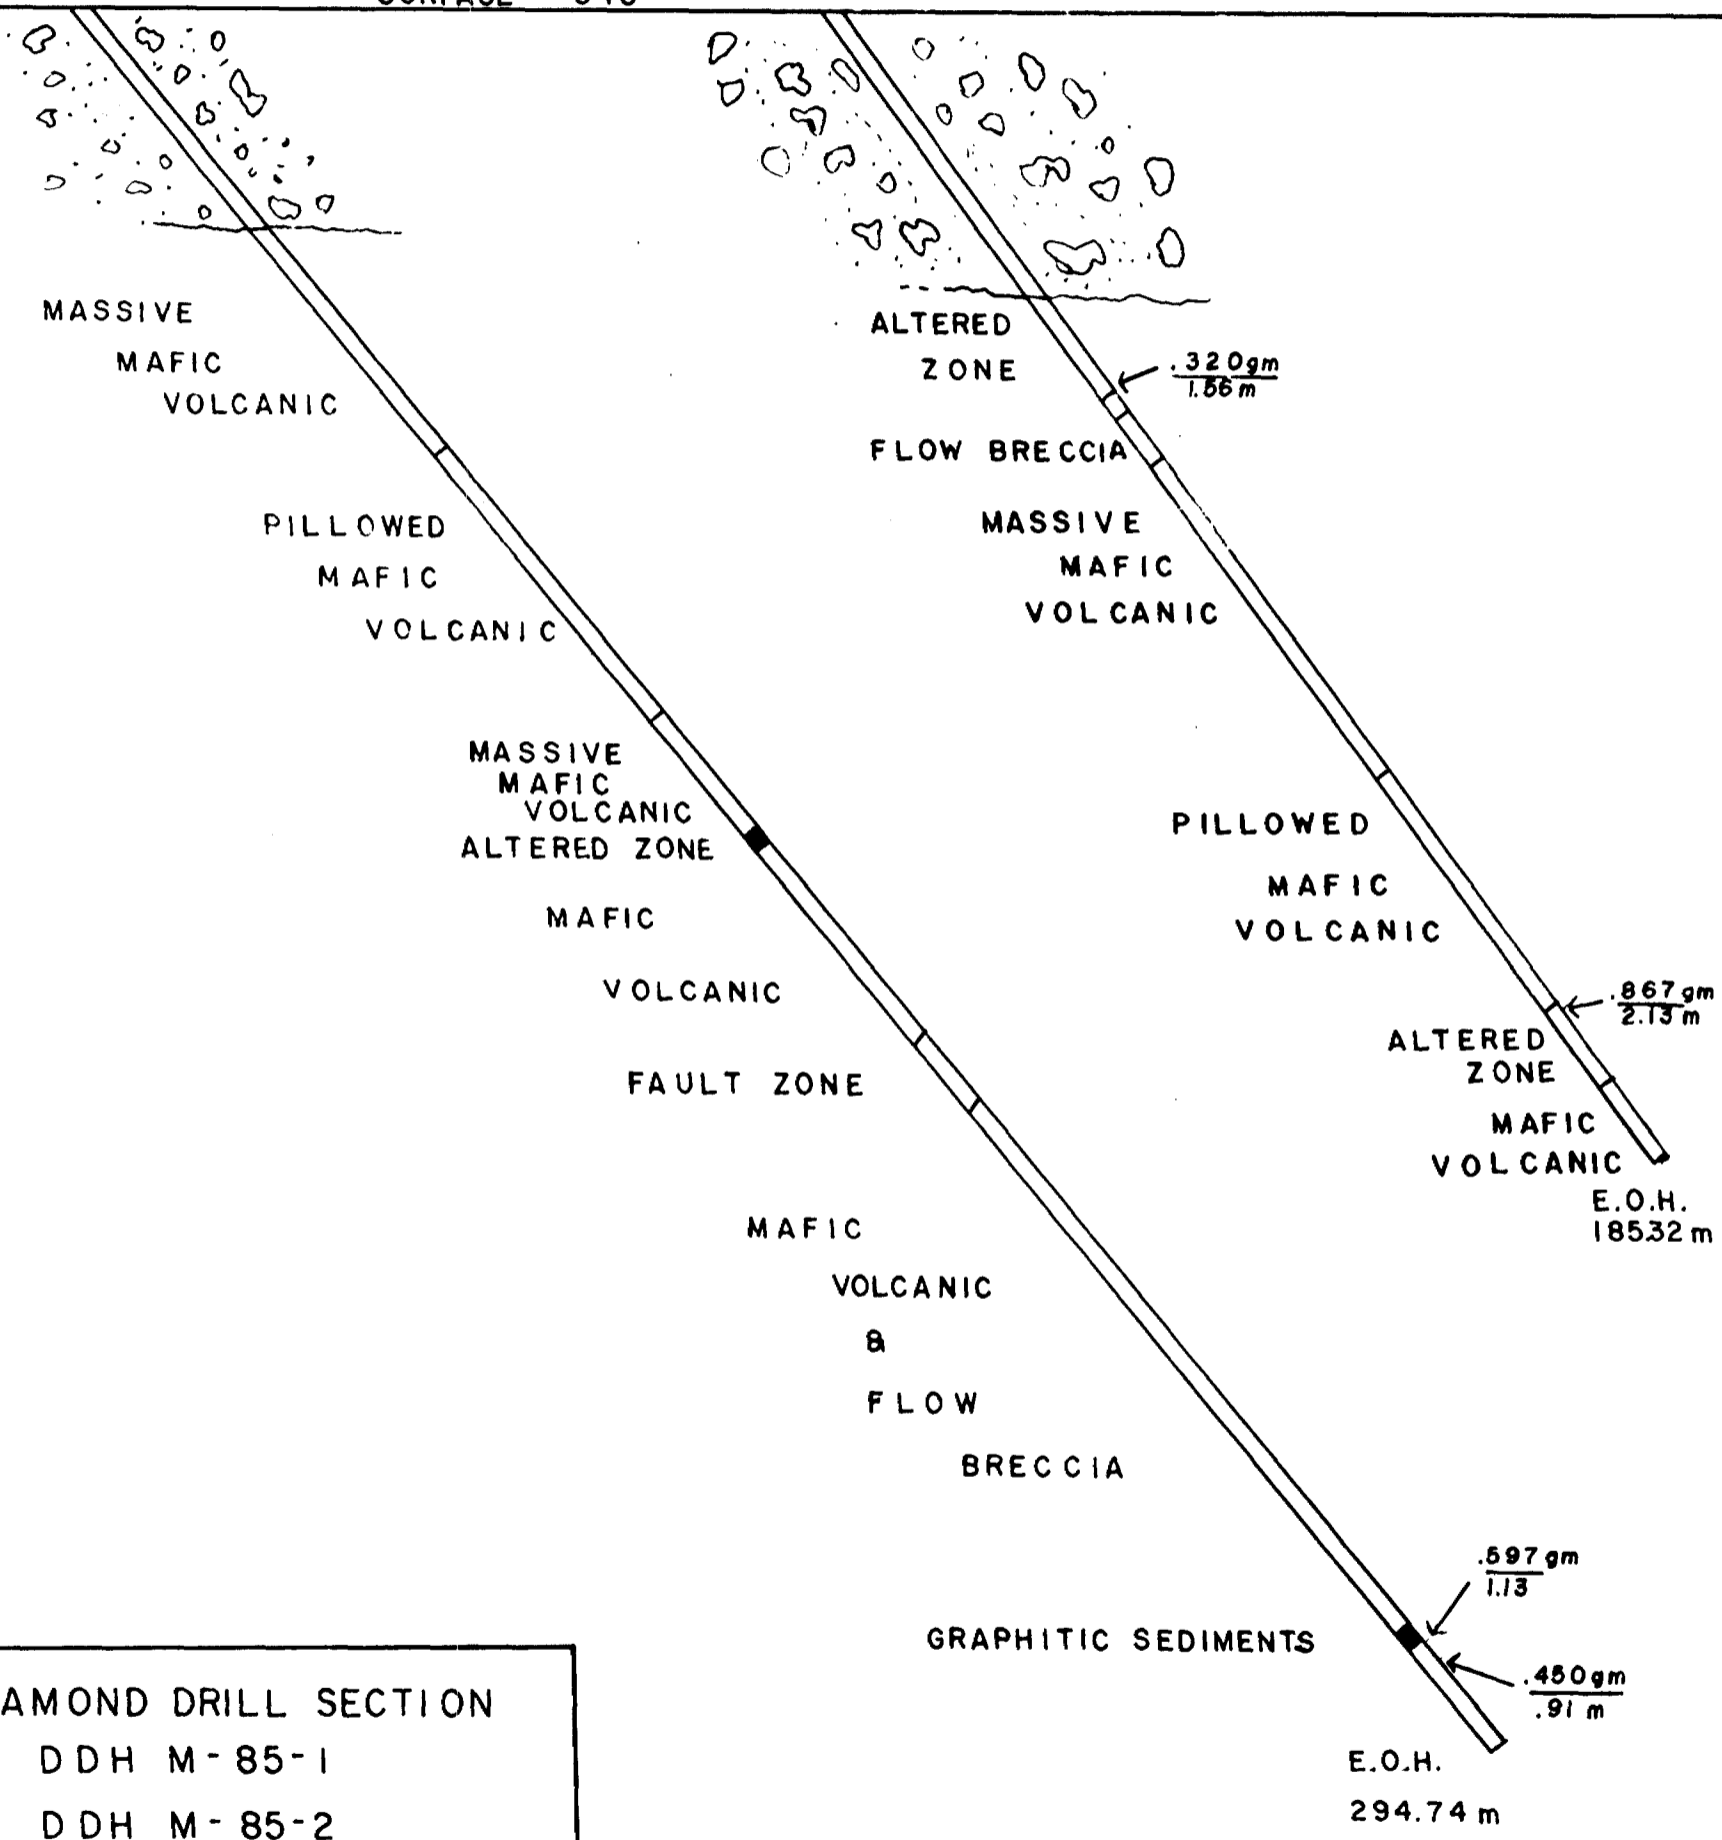 MASSIVE
MAFIC
VOLCANIC
PILLOWED
MAFIC
VOLCANIC
MASSIVE
MAFIC
VOLCANIC
ALTERED ZONE
MAFIC
VOLCANIC
FAULT ZONE
MAFIC
VOLCANIC
&
FLOW
BRECCIA
GRAPHITIC SEDIMENTS
.597 gm
1.13
.450 gm
.91 m
E.O.H.
294.74 m
ALTERED
ZONE
.320 gm
1.56 m
FLOW BRECCIA
MASSIVE
MAFIC
VOLCANIC
PILLOWED
MAFIC
VOLCANIC
.867 gm
2.13 m
ALTERED
ZONE
MAFIC
VOLCANIC
E.O.H.
185.32 m
AMOND DRILL SECTION
DDH M-85-1
DDH M-85-2